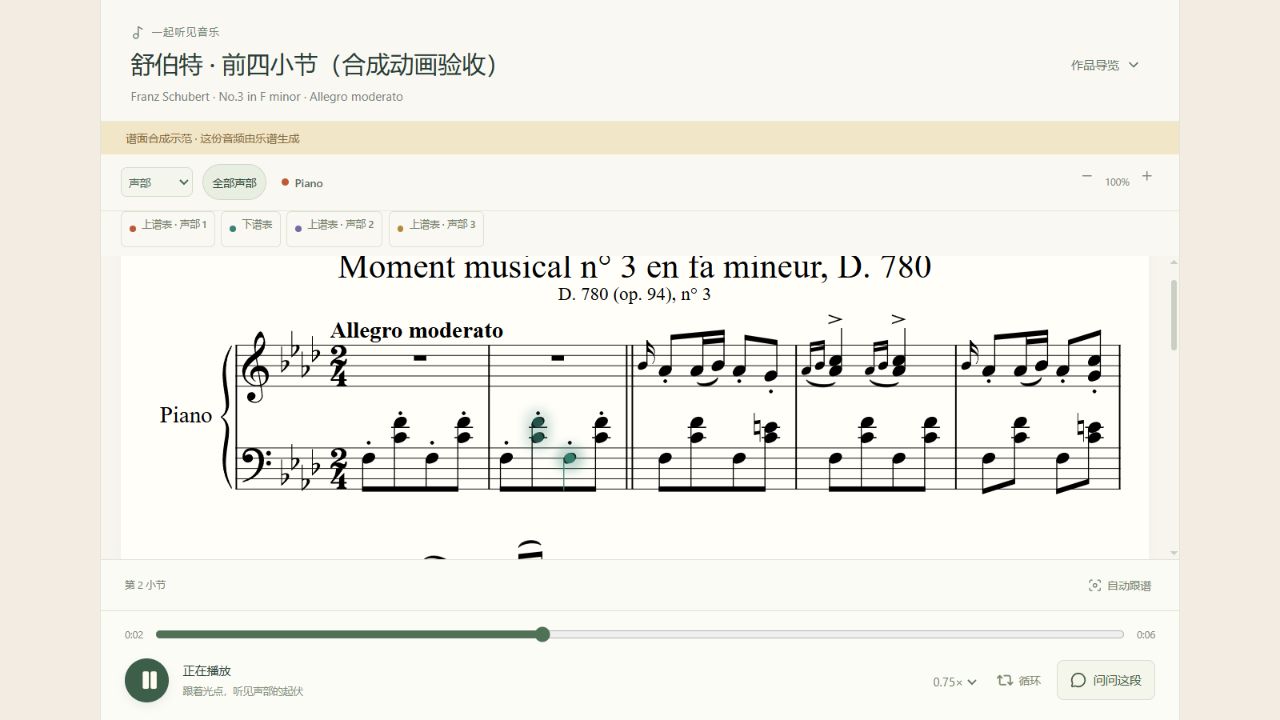 一起听见音乐
舒伯特 · 前四小节（合成动画验收）
作品导览
Franz Schubert · No.3 in F minor · Allegro moderato
谱面合成示范 · 这份音频由乐谱生成
声部
全部声部
Piano
100%
上谱表 · 声部 1
下谱表
上谱表 · 声部 2
上谱表 · 声部 3
Moment musical n° 3 en fa mineur, D. 780
D. 780 (op. 94), n° 3
Allegro moderato
Piano
第 2 小节
自动跟谱
0:02
0:06
正在播放
跟着光点，听见声部的起伏
0.75×
循环
问问这段